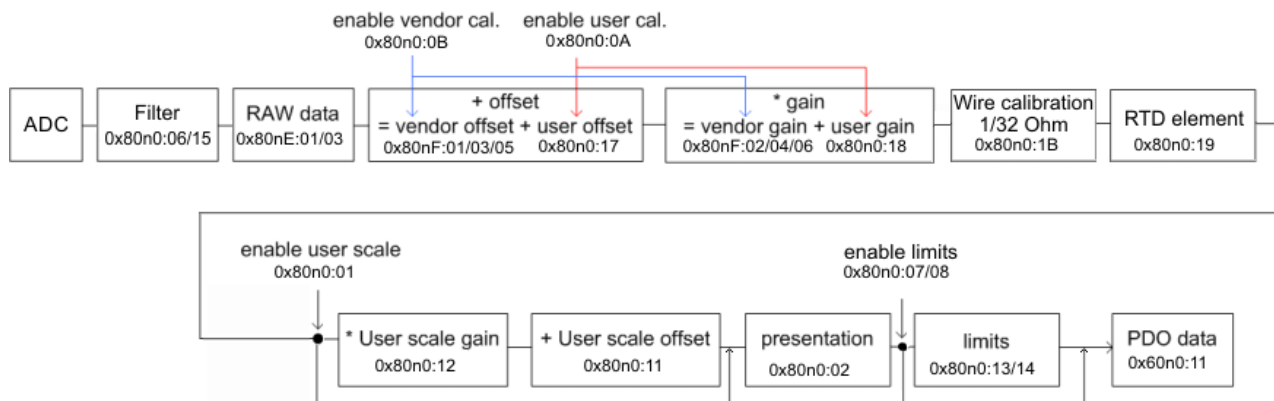 enable vendor cal.
0x80n0:0B
enable user cal.
0x80n0:0A
ADC
Filter
0x80n0:06/15
RAW data
0x80nE:01/03
+ offset
= vendor offset + user offset
0x80nF:01/03/05 0x80n0:17
* gain
= vendor gain + user gain
0x80nF:02/04/06 0x80n0:18
Wire calibration
1/32 Ohm
0x80n0:1B
RTD element
0x80n0:19
enable user scale
0x80n0:01
* User scale gain
0x80n0:12
+ User scale offset
0x80n0:11
presentation
0x80n0:02
enable limits
0x80n0:07/08
limits
0x80n0:13/14
PDO data
0x60n0:11